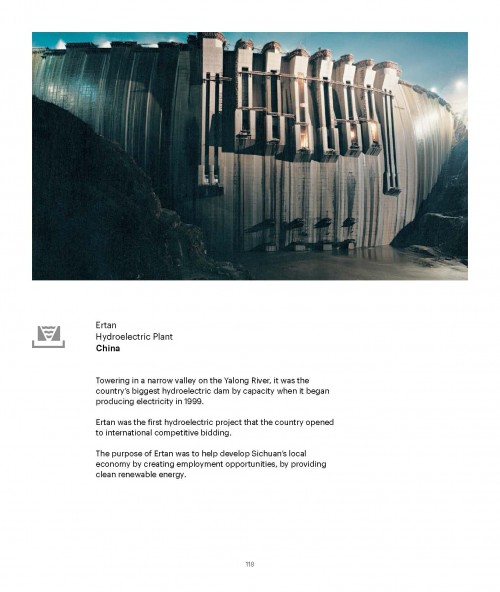 Ertan
Hydroelectric Plant
China
Towering in a narrow valley on the Yalong River, it was the
country's biggest hydroelectric dam by capacity when it began
producing electricity in 1999.
Ertan was the first hydroelectric project that the country opened
to international competitive bidding.
The purpose of Ertan was to help develop Sichuan's local
economy by creating employment opportunities, by providing
clean renewable energy.
118